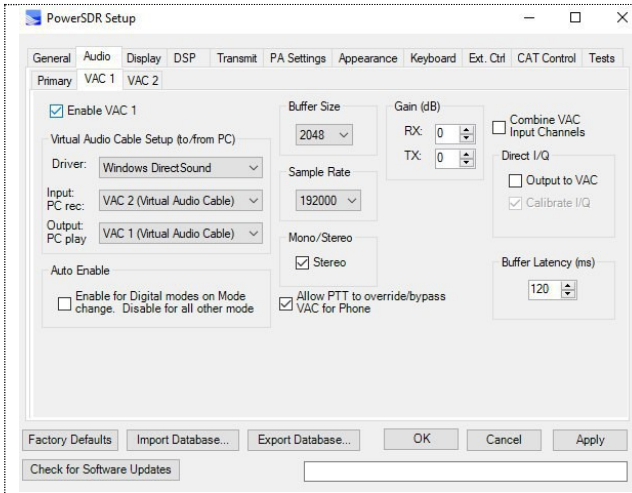 PowerSDR Setup
General Audio Display DSP Transmit PA Settings Appearance Keyboard Ext. Ctrl CAT Control Tests
Primary VAC 1 VAC 2
Enable VAC 1
Virtual Audio Cable Setup (to/from PC)
Driver: Windows DirectSound
Input:
PC rec: VAC 2 (Virtual Audio Cable)
Output:
PC play VAC 1 (Virtual Audio Cable)
Auto Enable
Enable for Digital modes on Mode
change. Disable for all other mode
Buffer Size
2048
Sample Rate
192000
Mono/Stereo
Stereo
Allow PTT to override/bypass
VAC for Phone
Gain (dB)
RX: 0
TX: 0
Combine VAC
Input Channels
Direct I/Q
Output to VAC
Calibrate I/Q
Buffer Latency (ms)
120
Factory Defaults Import Database... Export Database... OK Cancel Apply
Check for Software Updates